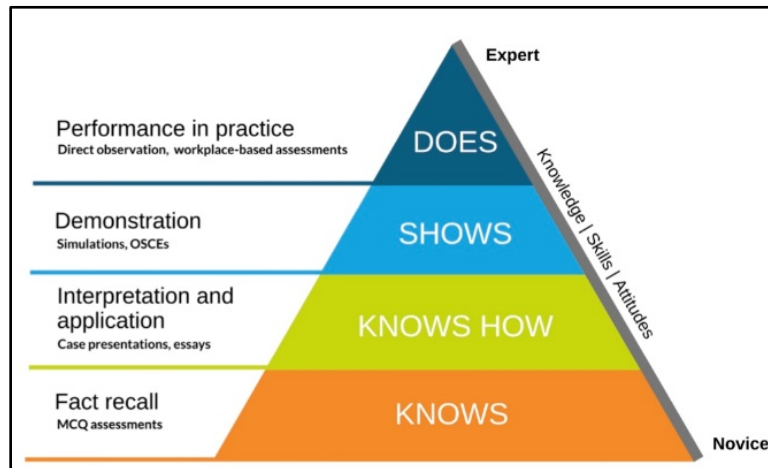 Expert
Performance in practice
Direct observation, workplace-based assessments
DOES
Knowledge | Skills | Attitudes
Demonstration
Simulations, OSCEs
SHOWS
Interpretation and
application
Case presentations, essays
KNOWS HOW
Fact recall
MCQ assessments
KNOWS
Novice